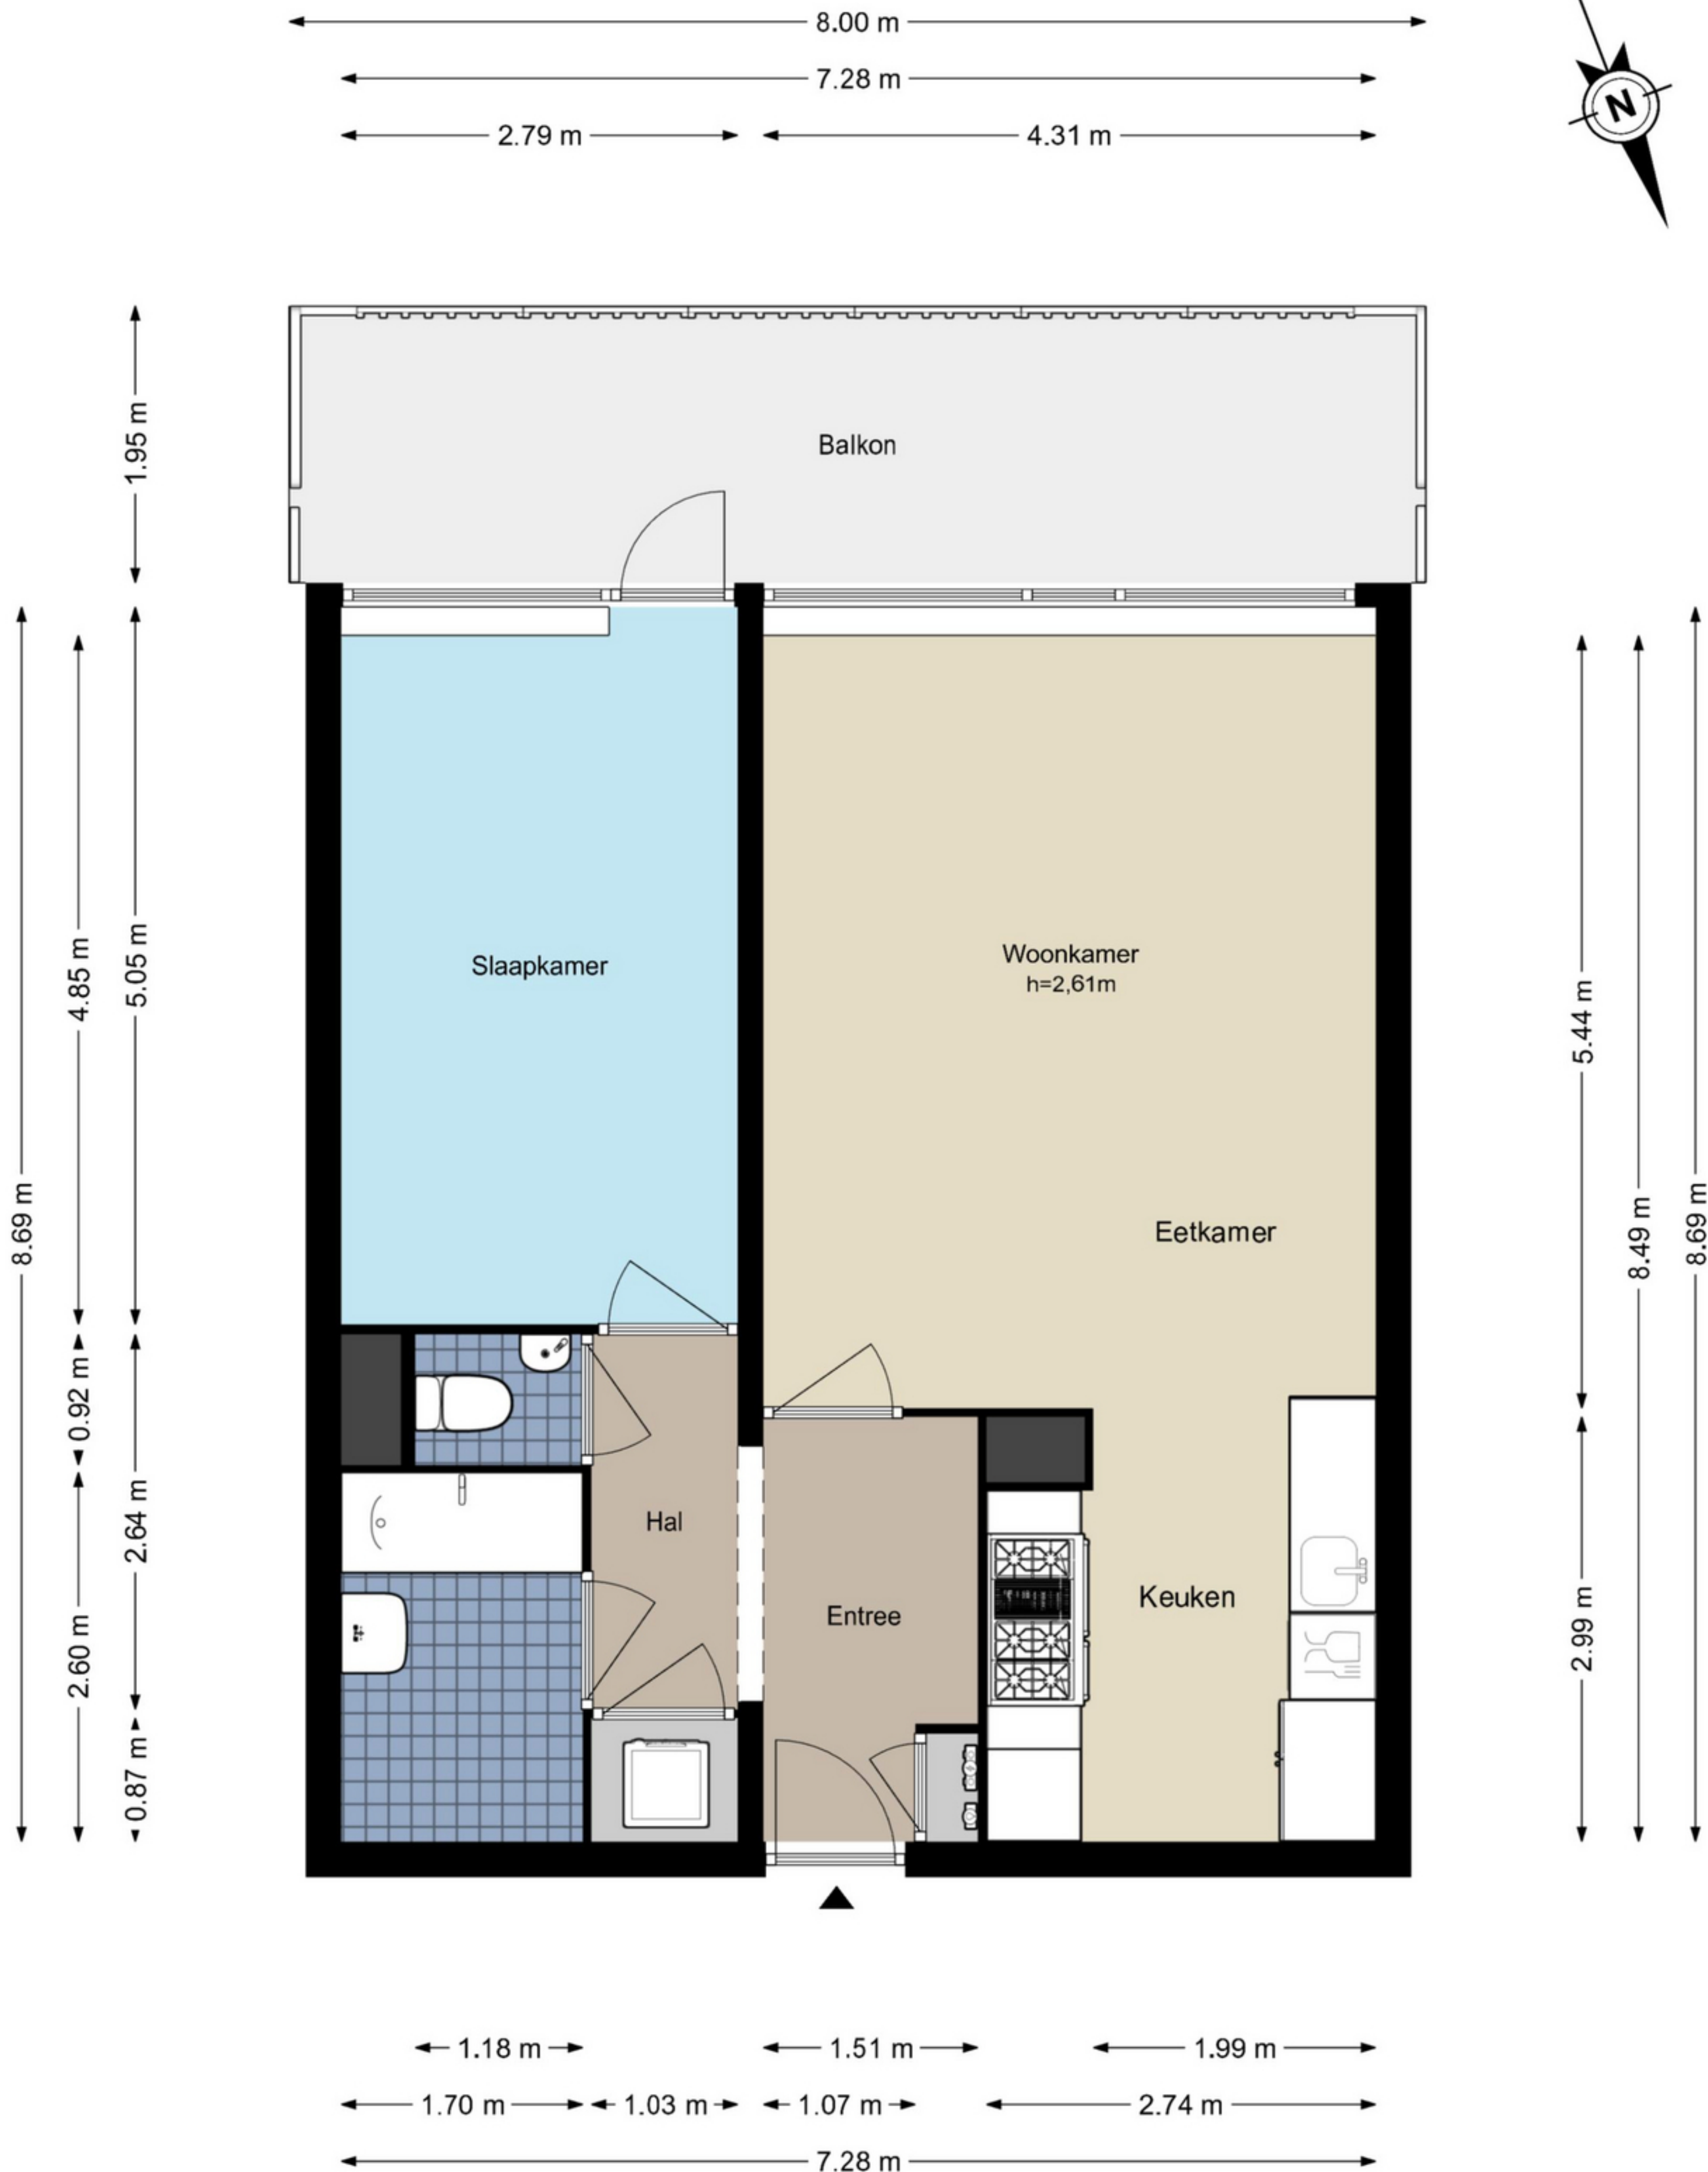 8.00 m
7.28 m
2.79 m
4.31 m
N
1.95 m
Balkon
8.69 m
4.85 m
5.05 m
Slaapkamer
Woonkamer
h=2,61m
5.44 m
8.49 m
8.69 m
Eetkamer
0.92 m
2.64 m
2.60 m
0.87 m
Hal
Entree
Keuken
2.99 m
1.18 m
1.51 m
1.99 m
1.70 m
1.03 m
1.07 m
2.74 m
7.28 m